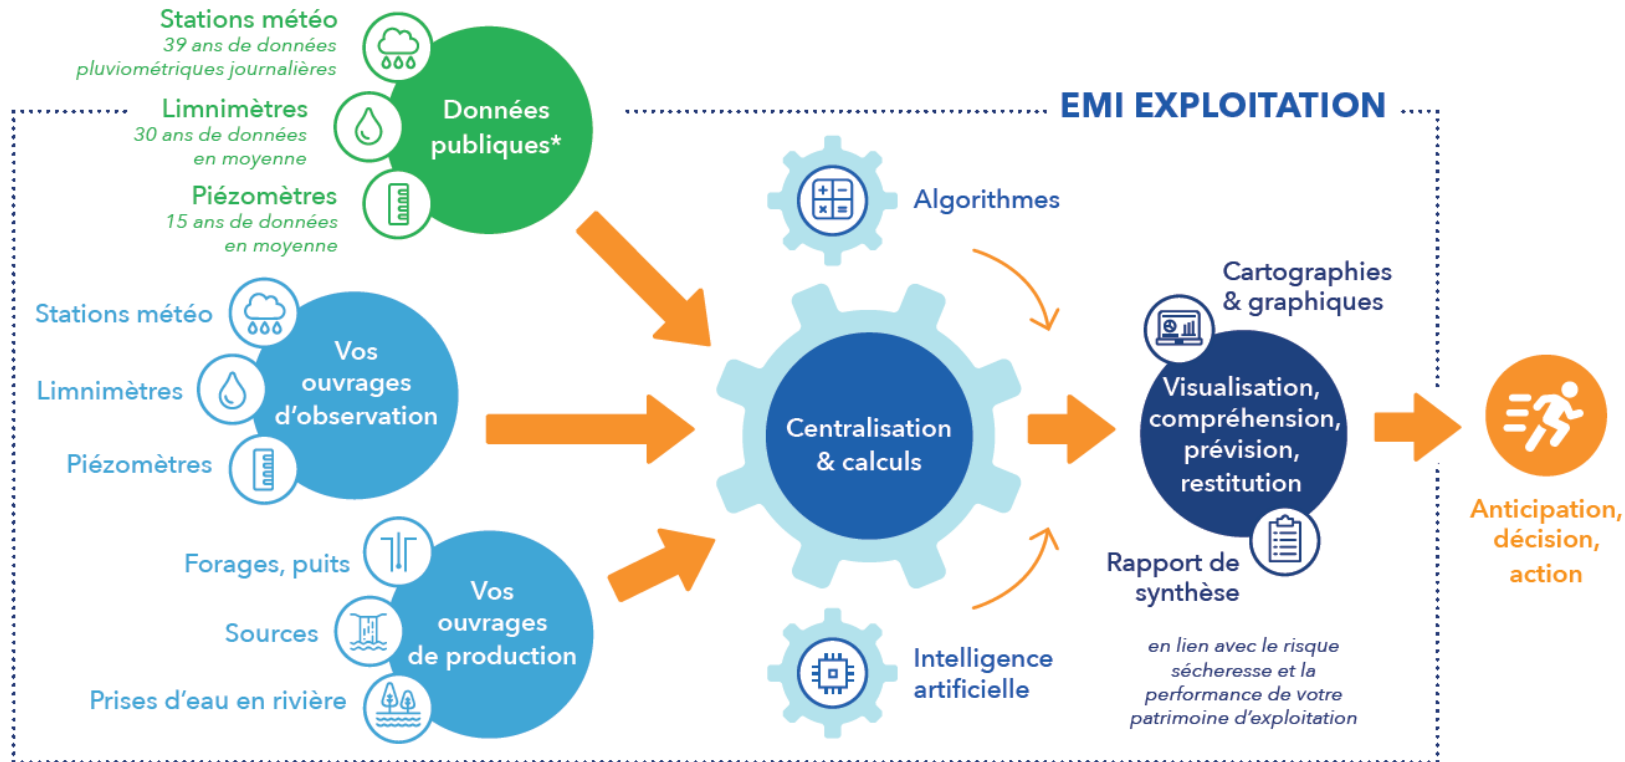 Stations météo
39 ans de données
pluviométriques journalières
Limnimètres
30 ans de données
en moyenne
Piézomètres
15 ans de données
en moyenne
Données
publiques*
EMI EXPLOITATION
Stations météo
Limnimètres
Piézomètres
Vos
ouvrages
d’observation
Forages, puits
Sources
Prises d’eau en rivière
Vos
ouvrages
de production
Algorithmes
Centralisation
& calculs
Intelligence
artificielle
Cartographies
& graphiques
Visualisation,
compréhension,
prévision,
restitution
Rapport de
synthèse
en lien avec le risque
sécheresse et la
performance de votre
patrimoine d’exploitation
Anticipation,
décision,
action